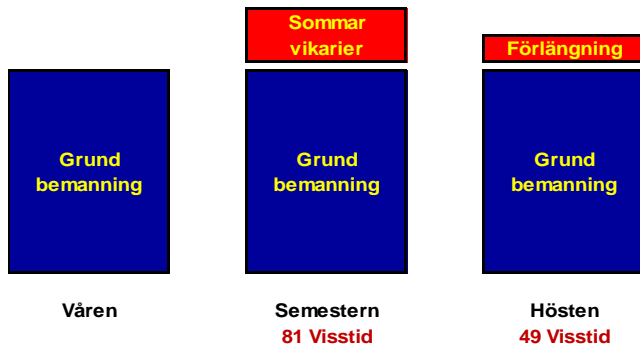 Sommar
vikarier
Förlängning
Grund
bemanning
Grund
bemanning
Grund
bemanning
Våren
Semestern
81 Visstid
Hösten
49 Visstid